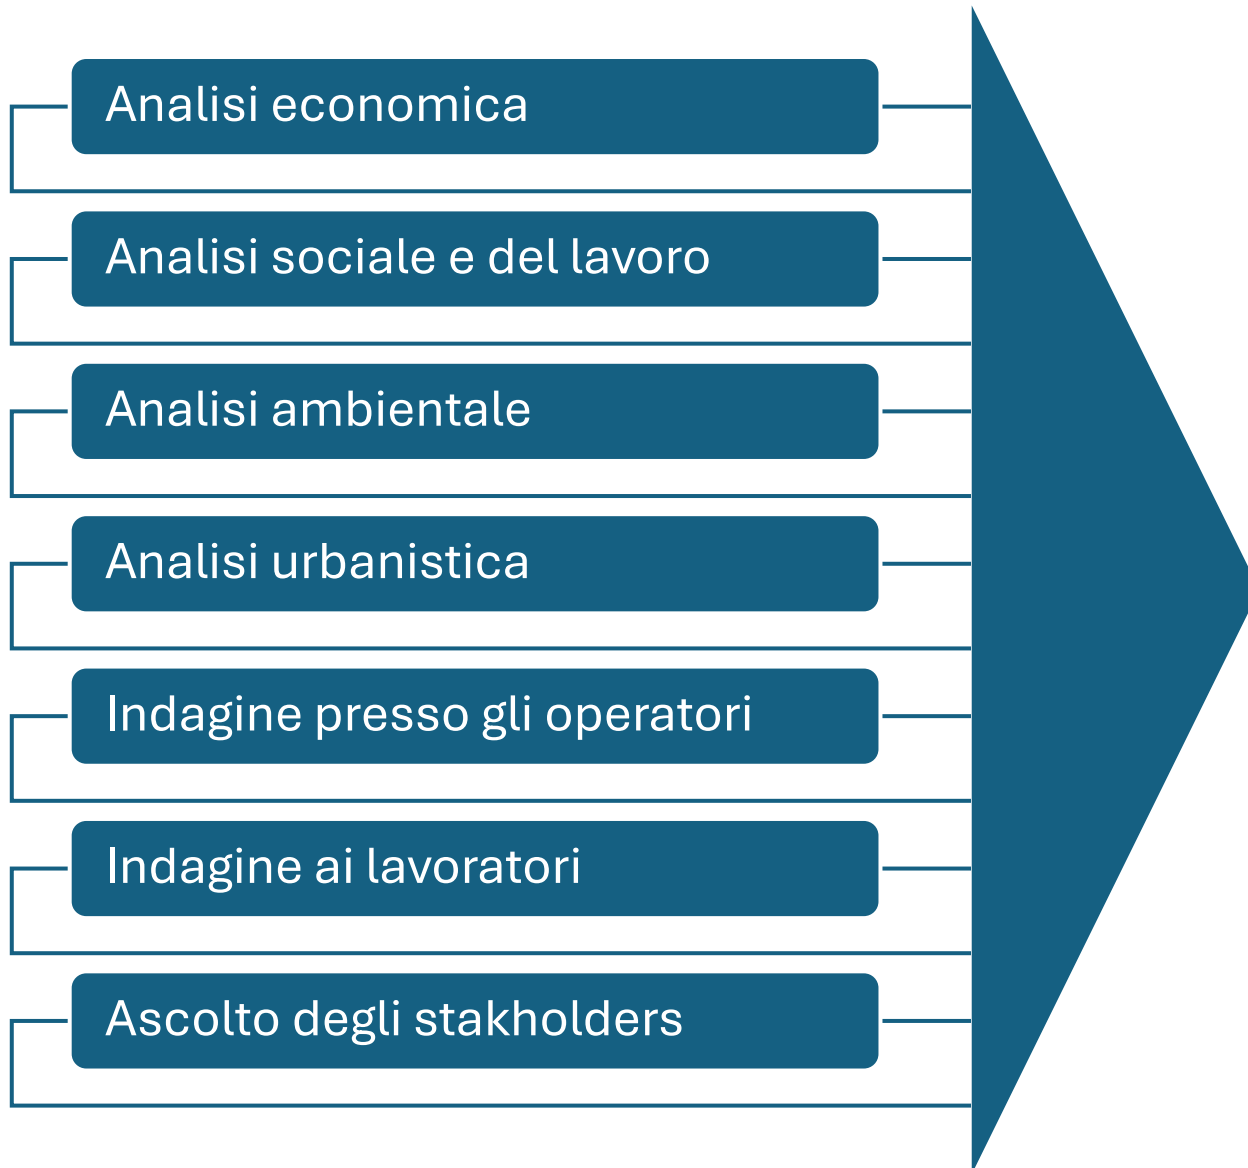 Analisi economica
Analisi sociale e del lavoro
Analisi ambientale
Analisi urbanistica
Indagine presso gli operatori
Indagine ai lavoratori
Ascolto degli stakholders